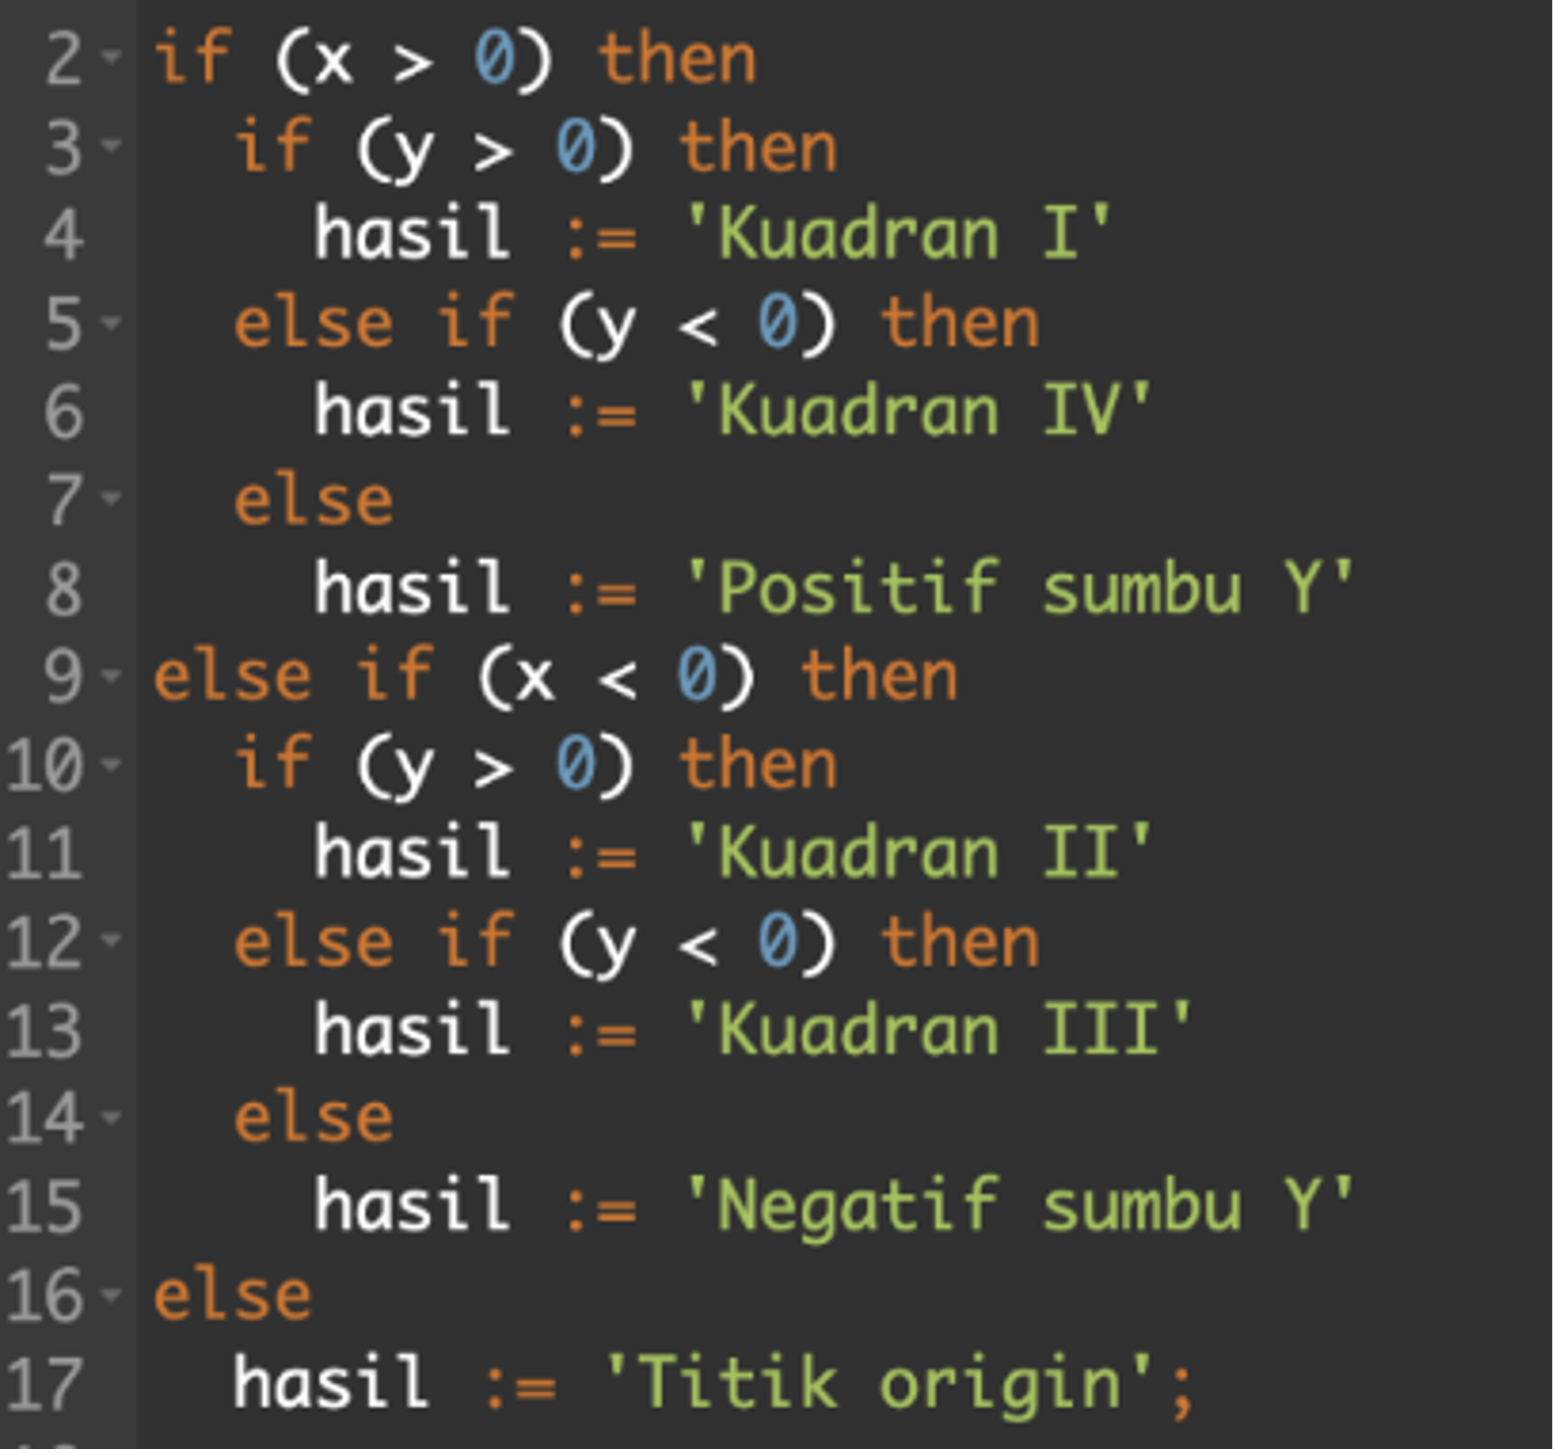 2 if (x > 0) then
3 if (y > 0) then
4 hasil := 'Kuadran I'
5 else if (y < 0) then
6 hasil := 'Kuadran IV'
7 else
8 hasil := 'Positif sumbu Y'
9 else if (x < 0) then
10 if (y > 0) then
11 hasil := 'Kuadran II'
12 else if (y < 0) then
13 hasil := 'Kuadran III'
14 else
15 hasil := 'Negatif sumbu Y'
16 else
17 hasil := 'Titik origin';